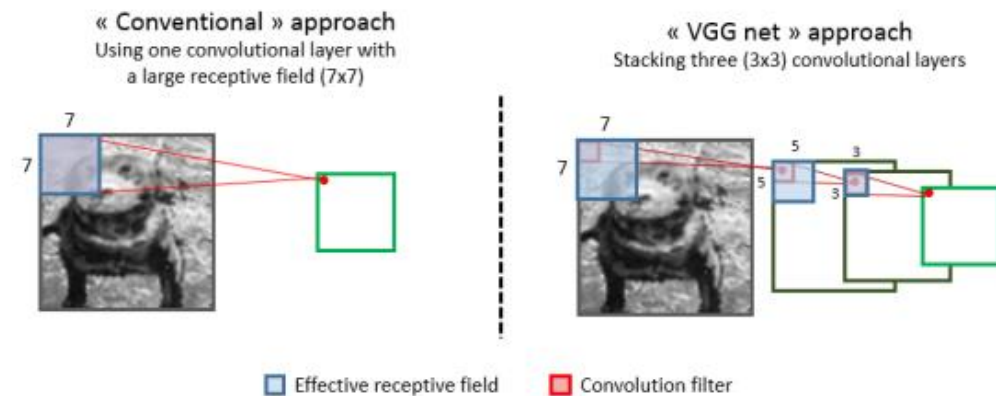 « Conventional » approach
Using one convolutional layer with
a large receptive field (7x7)
7
7
« VGG net » approach
Stacking three (3x3) convolutional layers
7
7
5
5
3
3
Effective receptive field
Convolution filter